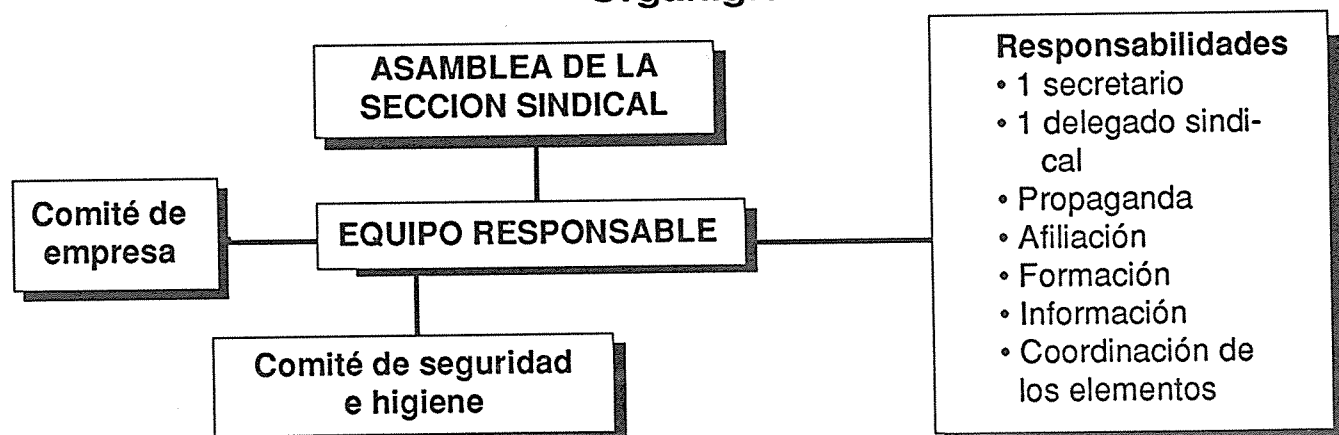 ASAMBLEA DE LA
SECCION SINDICAL
Comité de
empresa
EQUIPO RESPONSABLE
Comité de seguridad
e higiene
Responsabilidades
• 1 secretario
• 1 delegado sindi-
cal
• Propaganda
• Afiliación
• Formación
• Información
• Coordinación de
los elementos